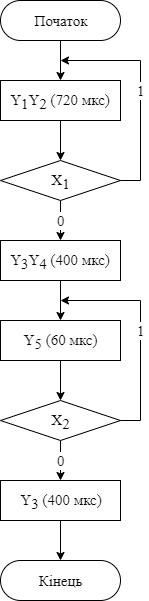 Початок
Y₁Y₂ (720 мкс)
1
X₁
0
Y₃Y₄ (400 мкс)
Y₅ (60 мкс)
1
X₂
0
Y₃ (400 мкс)
Кінець